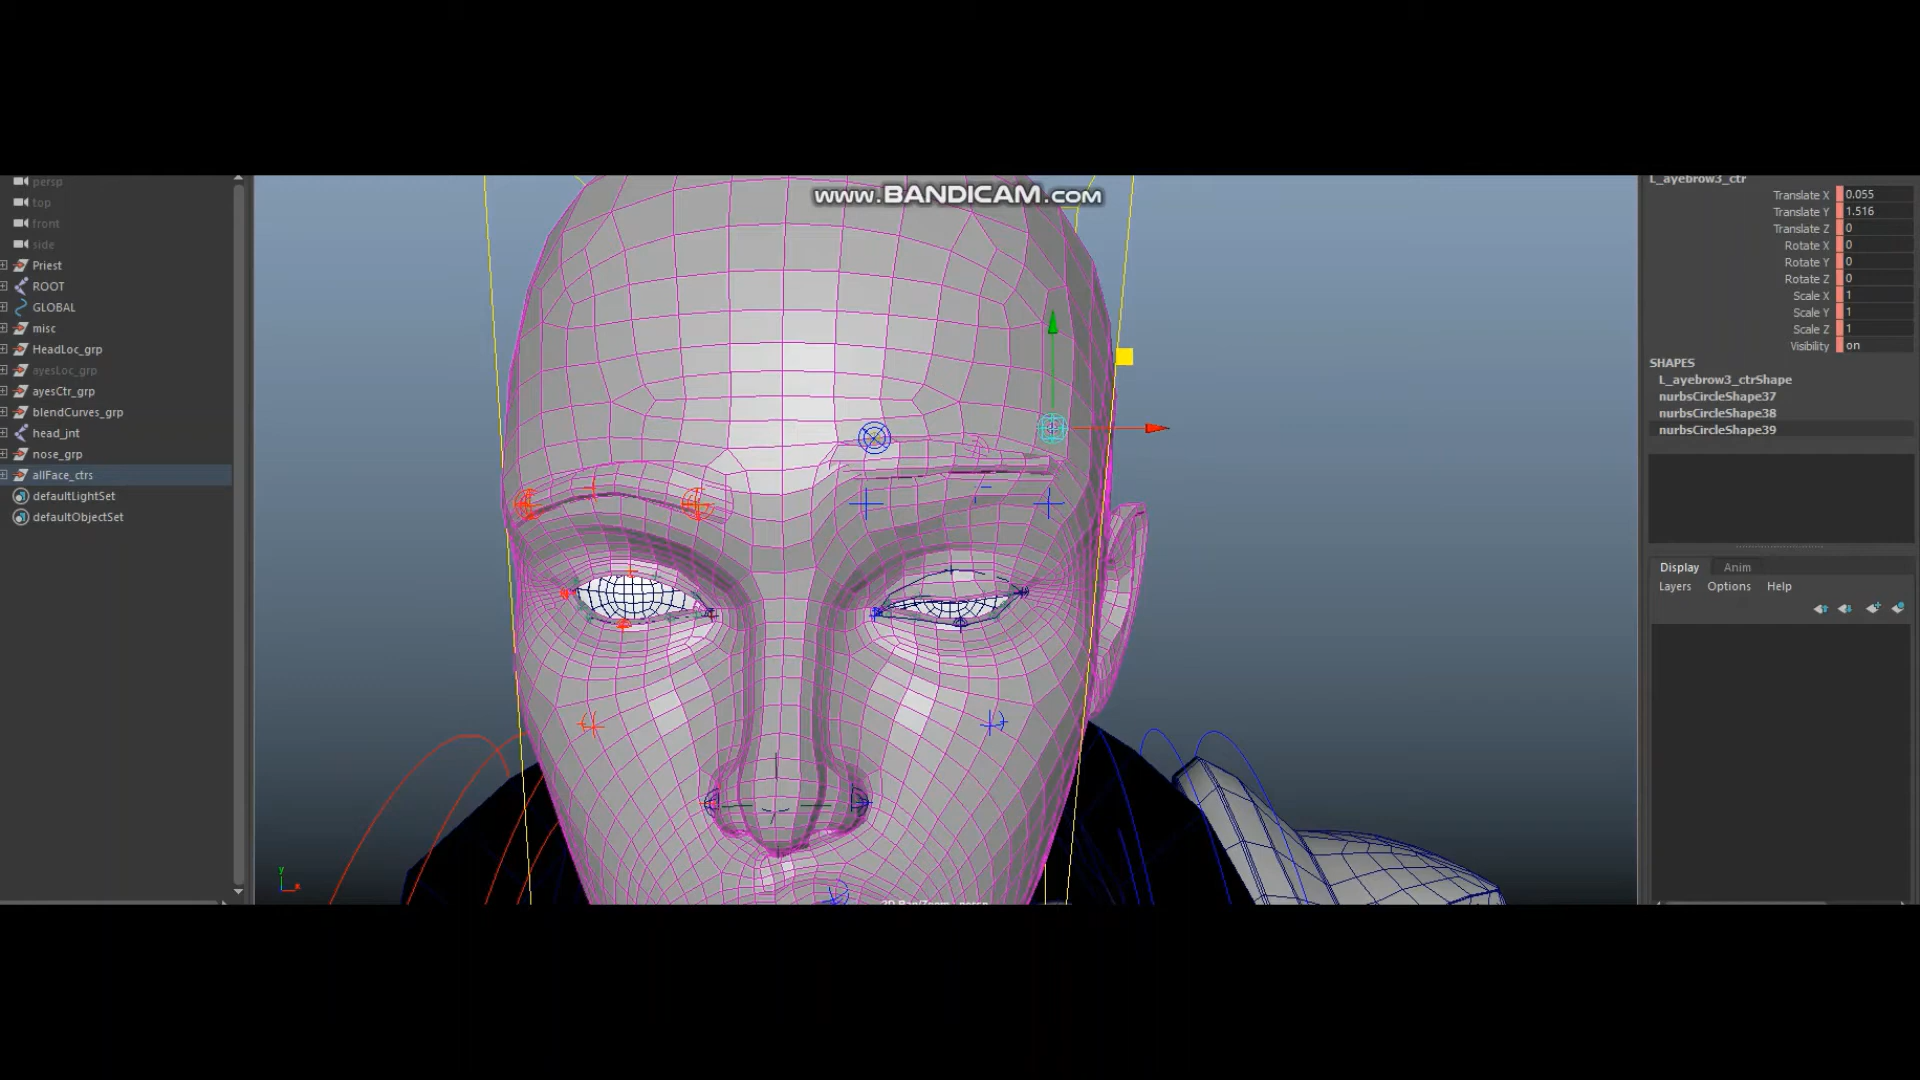 persp
top
front
side
Priest
ROOT
GLOBAL
misc
HeadLoc_grp
ayesLoc_grp
ayesCtr_grp
blendCurves_grp
head_jnt
nose_grp
allFace_ctrs
defaultLightSet
defaultObjectSet
www.BANDICAM.com
y
x
L_ayebrow3_ctr
Translate X 0.055
Translate Y 1.516
Translate Z 0
Rotate X 0
Rotate Y 0
Rotate Z 0
Scale X 1
Scale Y 1
Scale Z 1
Visibility on
SHAPES
L_ayebrow3_ctrShape
nurbsCircleShape37
nurbsCircleShape38
nurbsCircleShape39
Display Anim
Layers Options Help